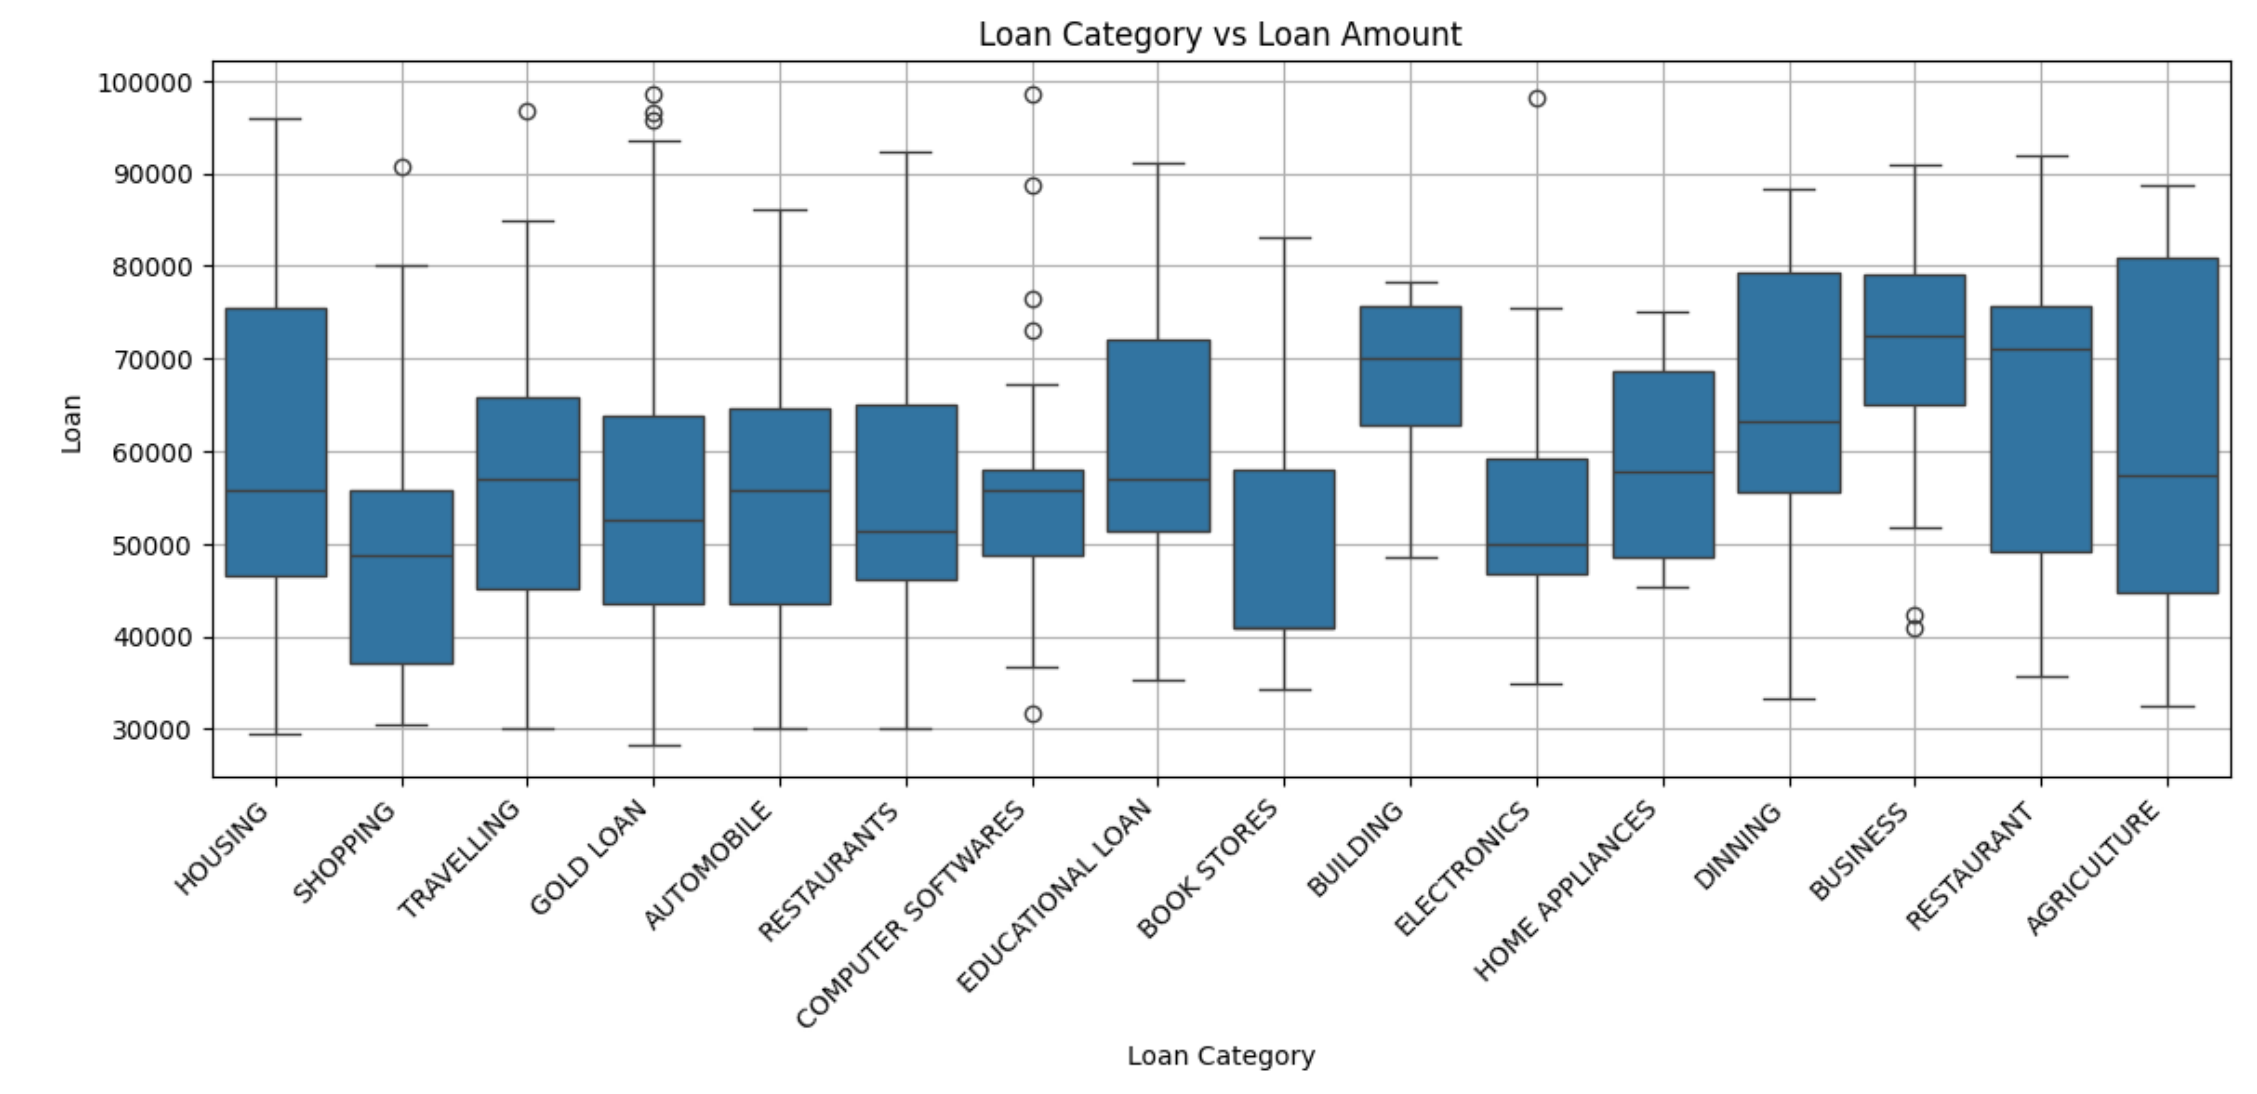 Loan Category vs Loan Amount
100000
90000
80000
70000
60000
50000
40000
30000
Loan
HOUSING
SHOPPING
TRAVELLING
GOLD LOAN
AUTOMOBILE
RESTAURANTS
COMPUTER SOFTWARES
EDUCATIONAL LOAN
BOOK STORES
BUILDING
ELECTRONICS
HOME APPLIANCES
DINNING
BUSINESS
RESTAURANT
AGRICULTURE
Loan Category